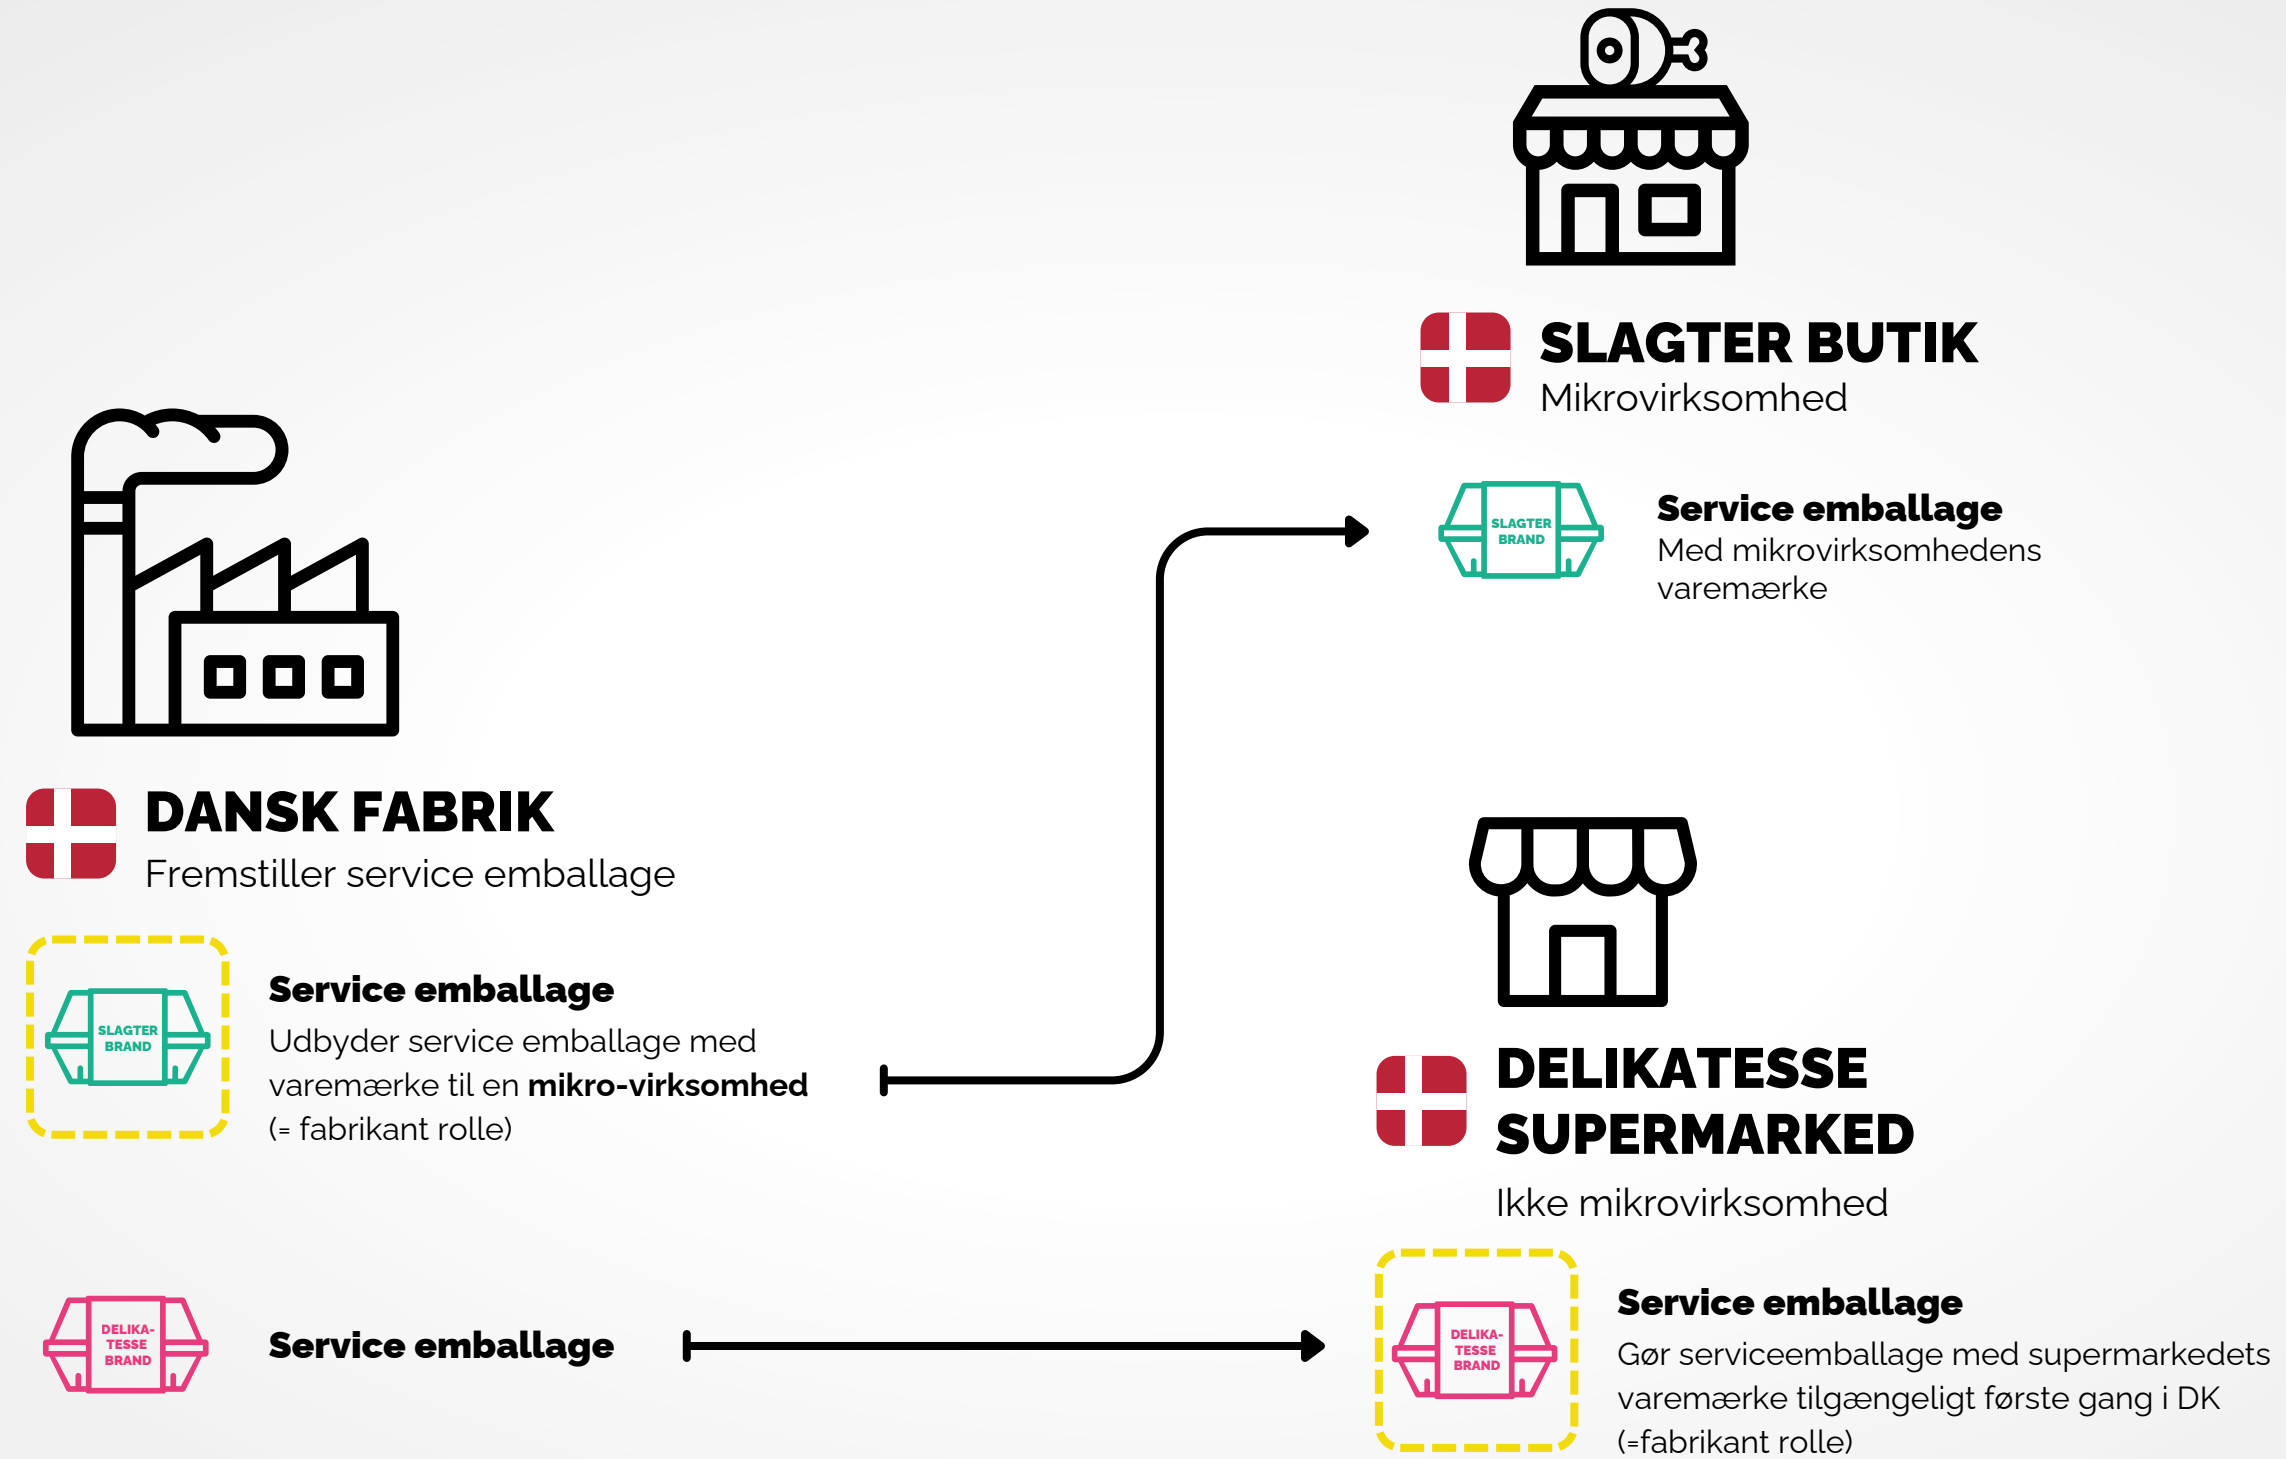 SLAGTER BUTIK
Mikrovirksomhed
SLAGTER
BRAND
Service emballage
Med mikrovirksomhedens
varemærke
DANSK FABRIK
Fremstiller service emballage
SLAGTER
BRAND
Service emballage
Udbyder service emballage med
varemærke til en mikro-virksomhed
(= fabrikant rolle)
DELIKATESSE
SUPERMARKED
Ikke mikrovirksomhed
DELIKA-
TESSE
BRAND
Service emballage
DELIKA-
TESSE
BRAND
Service emballage
Gør serviceemballage med supermarkedets
varemærke tilgængeligt første gang i DK
(=fabrikant rolle)